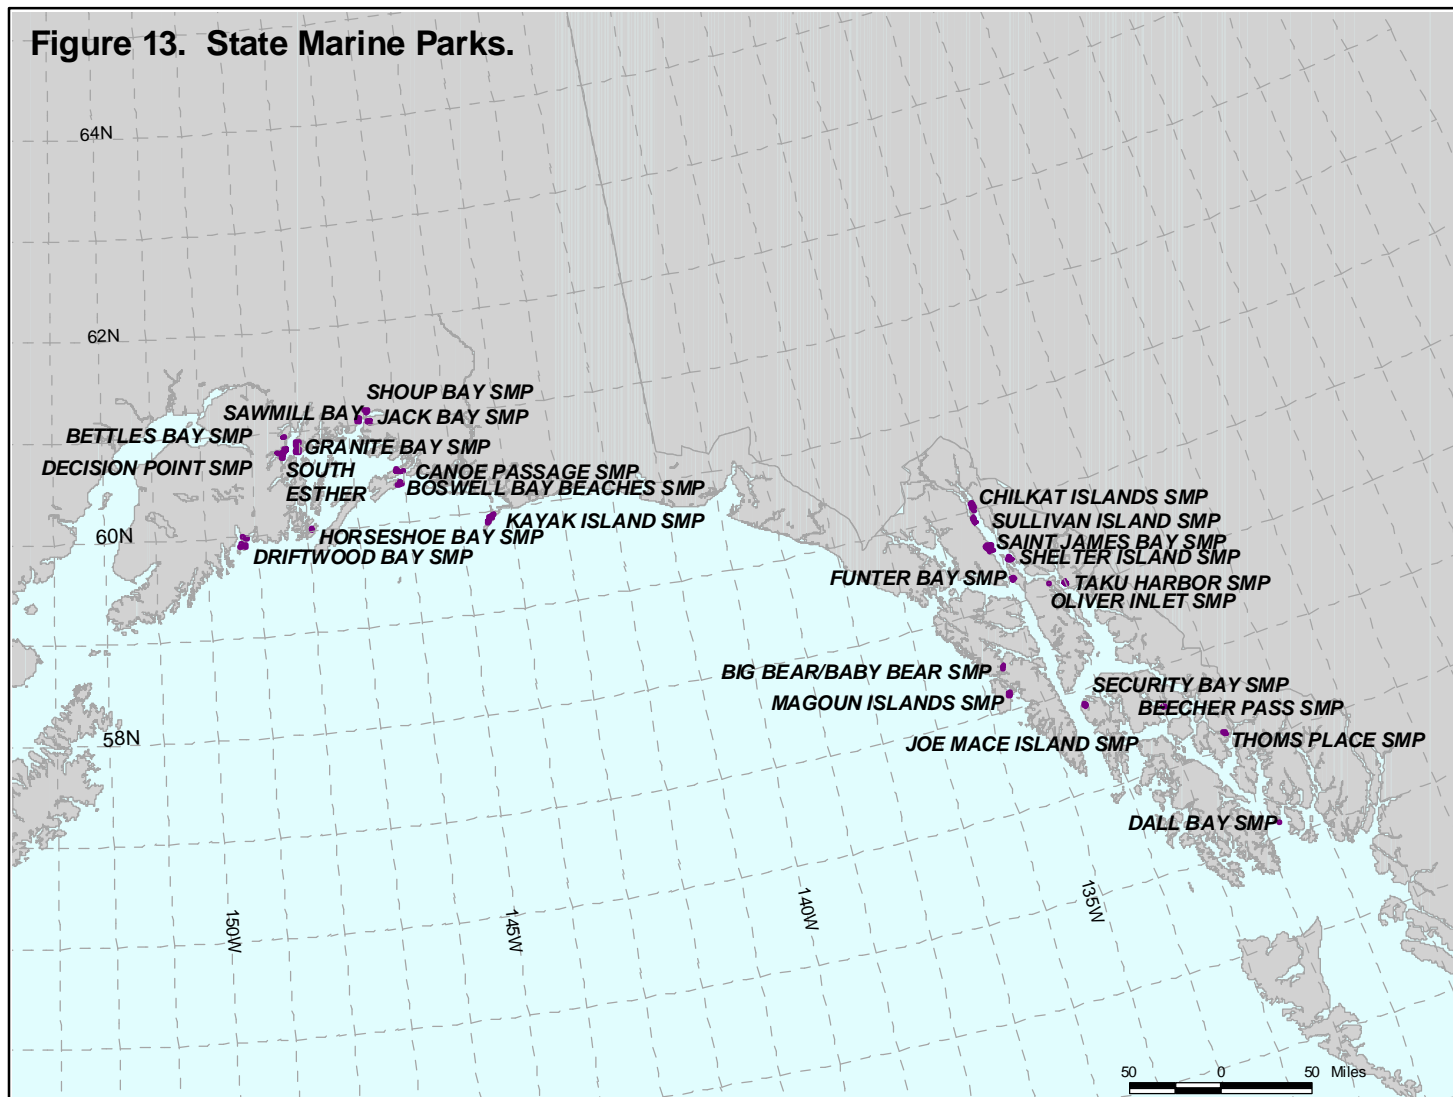 Figure 13. State Marine Parks.
64N
62N
SHOUP BAY SMP
SAWMILL BAY
JACK BAY SMP
BETTLES BAY SMP
GRANITE BAY SMP
DECISION POINT SMP
SOUTH
ESTHER
CANOE PASSAGE SMP
BOSWELL BAY BEACHES SMP
KAYAK ISLAND SMP
60N
HORSESHOE BAY SMP
DRIFTWOOD BAY SMP
CHILKAT ISLANDS SMP
SULLIVAN ISLAND SMP
SAINT JAMES BAY SMP
SHELTER ISLAND SMP
FUNTER BAY SMP
TAKU HARBOR SMP
OLIVER INLET SMP
BIG BEAR/BABY BEAR SMP
SECURITY BAY SMP
MAGOUN ISLANDS SMP
BEECHER PASS SMP
58N
JOE MACE ISLAND SMP
THOMS PLACE SMP
DALL BAY SMP
150W
145W
140W
135W
50 0 50 Miles